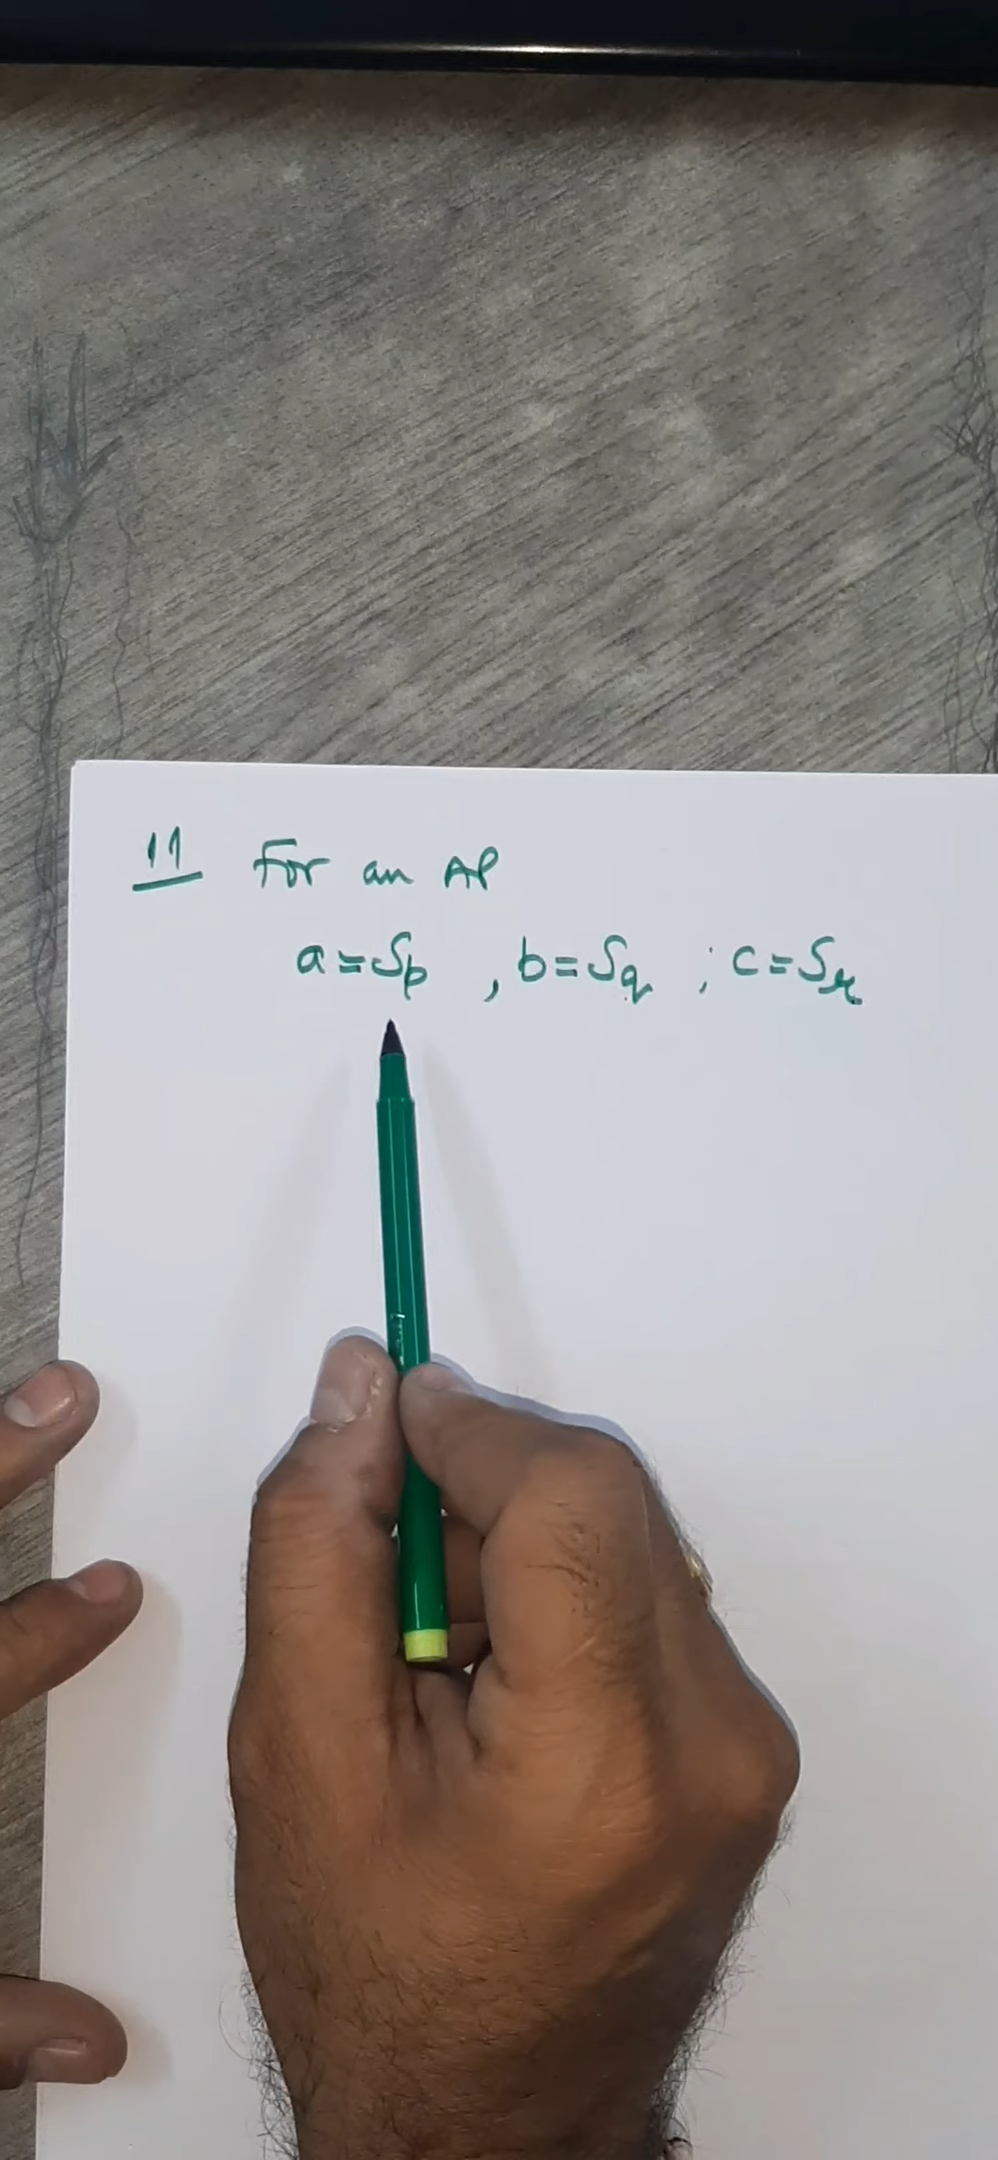 11 For an AP
a = Sp , b = Sq ; c = Sr